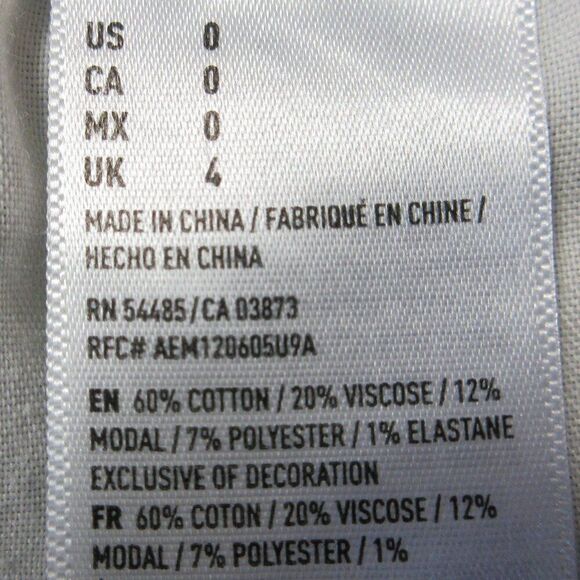 US 0
CA 0
MX 0
UK 4
MADE IN CHINA / FABRIQUÉ EN CHINE /
HECHO EN CHINA
RN 54485 / CA 03873
RFC# AEM120605U9A
EN 60% COTTON / 20% VISCOSE / 12%
MODAL / 7% POLYESTER / 1% ELASTANE
EXCLUSIVE OF DECORATION
FR 60% COTON / 20% VISCOSE / 12%
MODAL / 7% POLYESTER / 1%